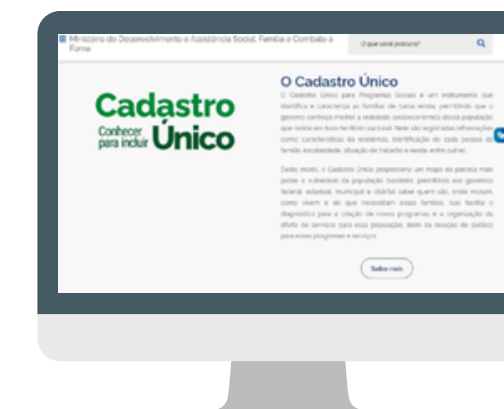 Ministério do Desenvolvimento e Assistência Social, Família e Combate à
Fome
O que você procura?
Cadastro
Conhecer
para incluir Único
O Cadastro Único
O Cadastro Único para Programas Sociais é um instrumento que
identifica e caracteriza as famílias de baixa renda, permitindo que o
governo conheça melhor a realidade socioeconômica dessa população
que reside em todo território nacional. Nele são registradas informações
como: características da residência, identificação de cada pessoa da
família, escolaridade, situação de trabalho e renda, entre outras.
Deste modo, o Cadastro Único proporciona um mapa da parcela mais
pobre e vulnerável da população brasileira, permitindo aos governos
federal, estadual, municipal e distrital saber quem são, onde moram,
como vivem e do que necessitam essas famílias. Isso facilita o
diagnóstico para a criação de novos programas e a organização da
oferta de serviços para essa população, além da seleção de público
para esses programas e serviços.
Saiba mais